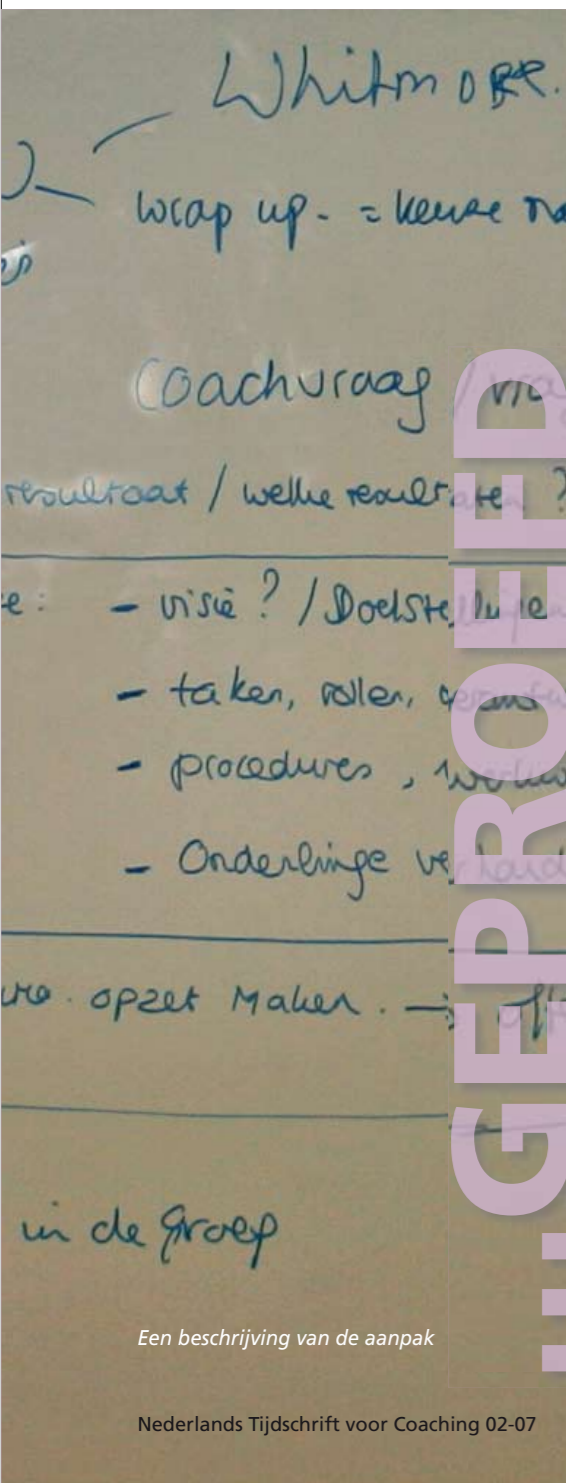 Whitmore.
wrap up. = keuze
Coachvraag /
resultaat / welke resultaten ?
e: - visie ? / Doelstellingen
- taken, rollen,
- procedures,
- Onderlinge
opzet Maken. →
in de groep
...GEPROEFD
Een beschrijving van de aanpak
Nederlands Tijdschrift voor Coaching 02-07